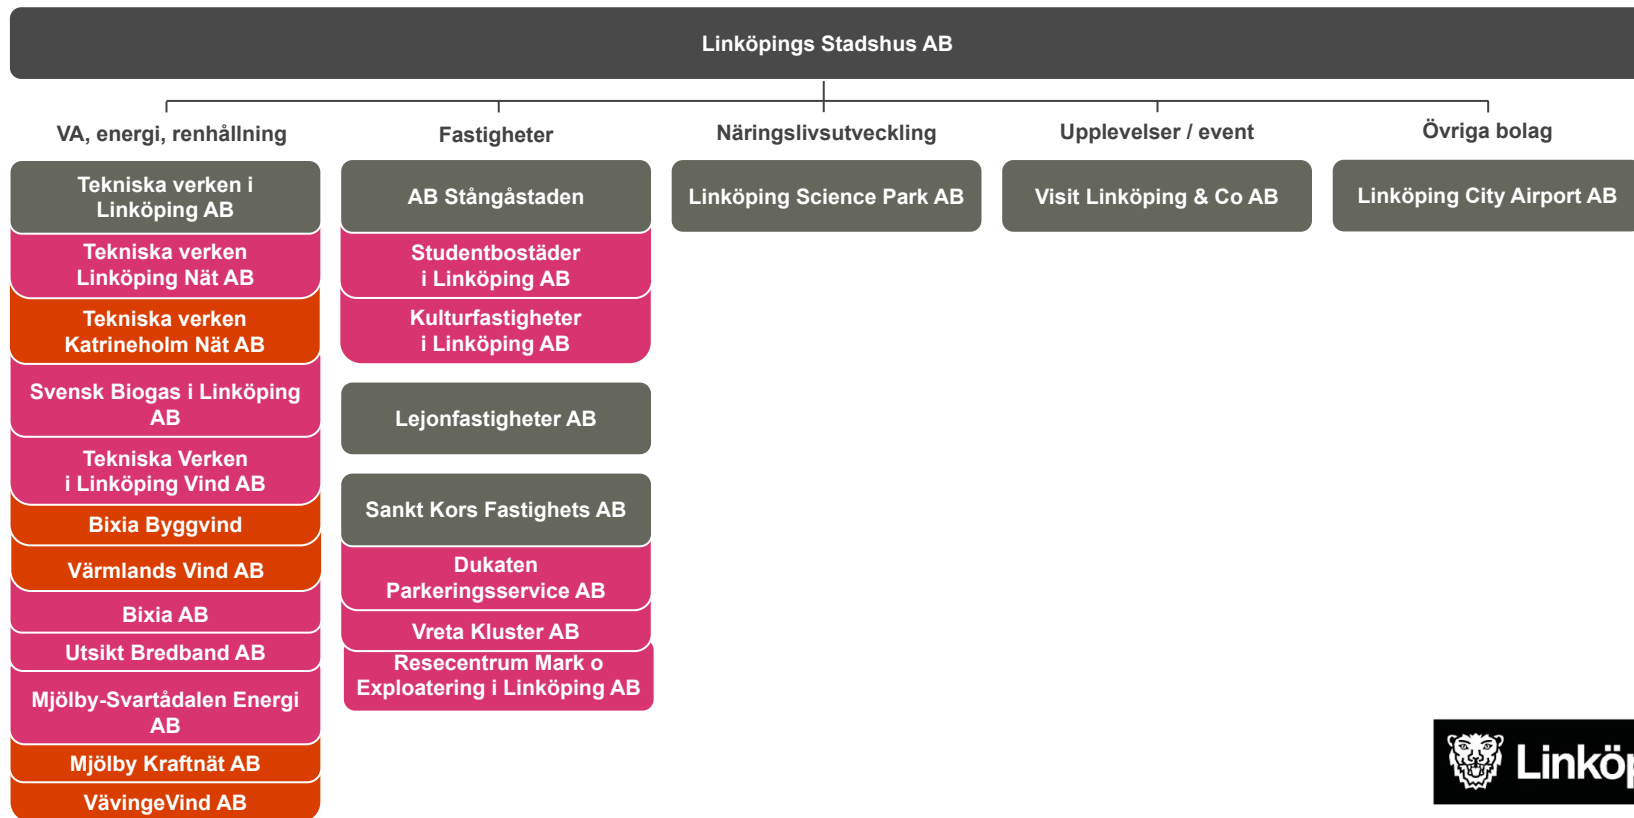 Linköpings Stadshus AB
VA, energi, renhållning
Tekniska verken i
Linköping AB
Tekniska verken
Linköping Nät AB
Tekniska verken
Katrineholm Nät AB
Svensk Biogas i Linköping
AB
Tekniska Verken
i Linköping Vind AB
Bixia Byggvind
Värmlands Vind AB
Bixia AB
Utsikt Bredband AB
Mjölby-Svartådalen Energi
AB
Mjölby Kraftnät AB
VävingeVind AB
Fastigheter
AB Stångåstaden
Studentbostäder
i Linköping AB
Kulturfastigheter
i Linköping AB
Lejonfastigheter AB
Sankt Kors Fastighets AB
Dukaten
Parkeringsservice AB
Vreta Kluster AB
Resecentrum Mark o
Exploatering i Linköping AB
Näringslivsutveckling
Linköping Science Park AB
Upplevelser / event
Visit Linköping & Co AB
Övriga bolag
Linköping City Airport AB
Linköp